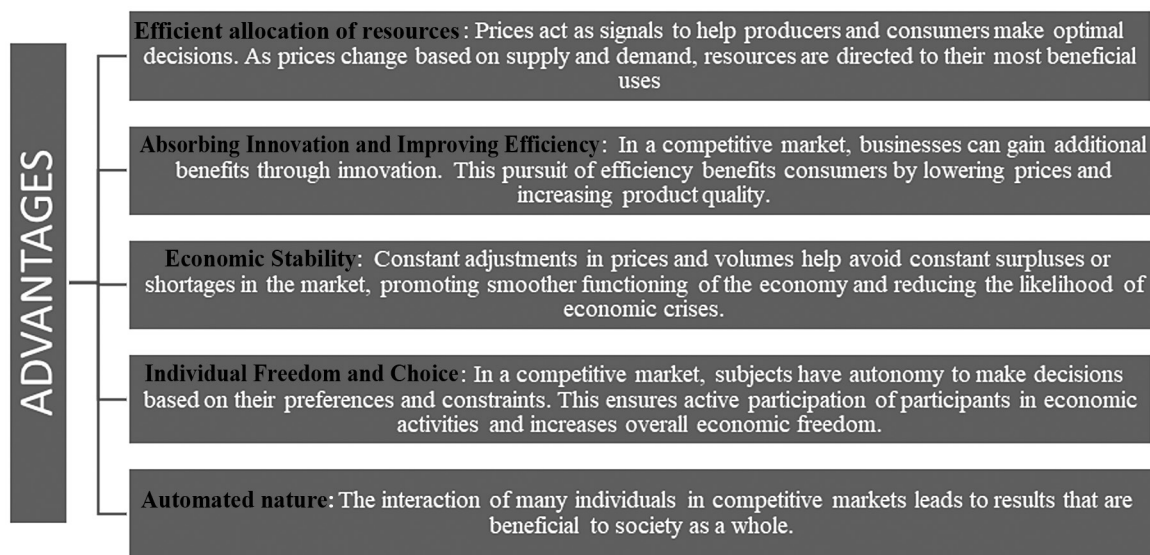 ADVANTAGES
Efficient allocation of resources: Prices act as signals to help producers and consumers make optimal
decisions. As prices change based on supply and demand, resources are directed to their most beneficial
uses
Absorbing Innovation and Improving Efficiency: In a competitive market, businesses can gain additional
benefits through innovation. This pursuit of efficiency benefits consumers by lowering prices and
increasing product quality.
Economic Stability: Constant adjustments in prices and volumes help avoid constant surpluses or
shortages in the market, promoting smoother functioning of the economy and reducing the likelihood of
economic crises.
Individual Freedom and Choice: In a competitive market, subjects have autonomy to make decisions
based on their preferences and constraints. This ensures active participation of participants in economic
activities and increases overall economic freedom.
Automated nature: The interaction of many individuals in competitive markets leads to results that are
beneficial to society as a whole.